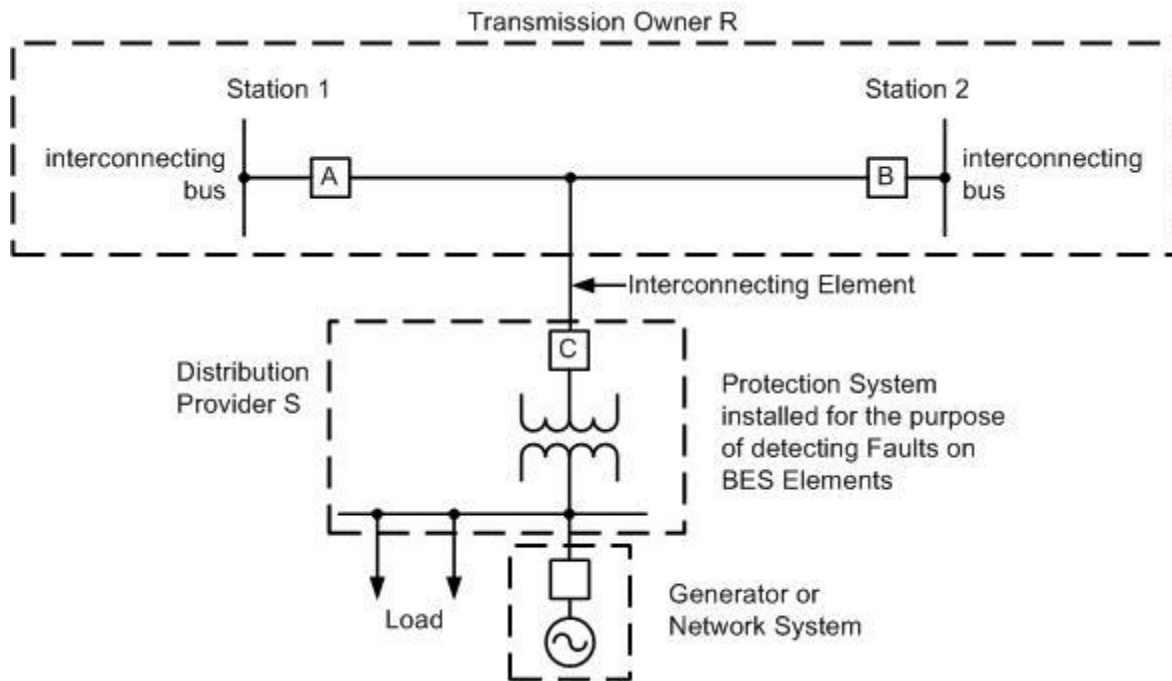 Transmission Owner R
Station 1
Station 2
interconnecting
bus
A
B
interconnecting
bus
Interconnecting Element
C
Distribution
Provider S
Protection System
installed for the purpose
of detecting Faults on
BES Elements
Load
Generator or
Network System